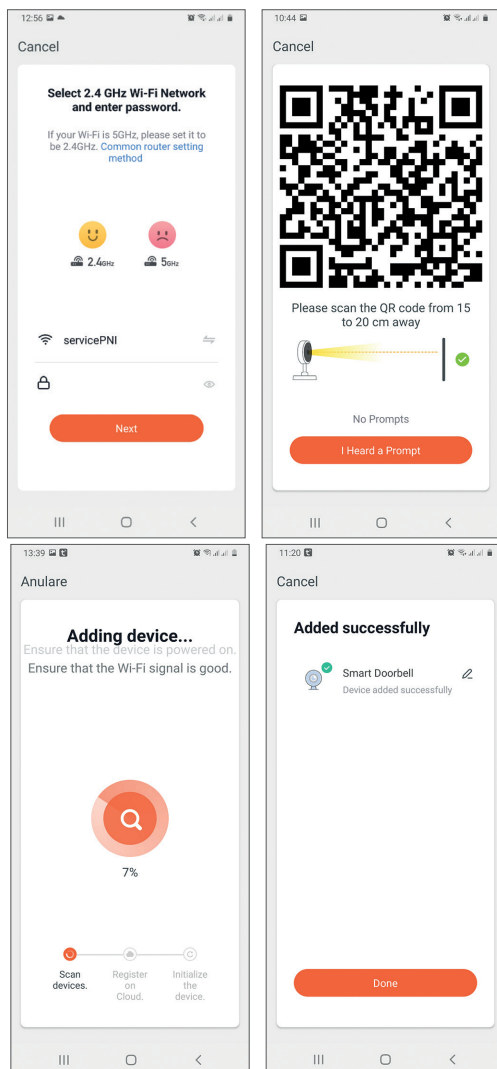 12:56
Cancel
Select 2.4 GHz Wi-Fi Network
and enter password.
If your Wi-Fi is 5GHz, please set it to
be 2.4GHz. Common router setting
method
2.4GHz
5GHz
servicePNI
Next
10:44
Cancel
Please scan the QR code from 15
to 20 cm away
No Prompts
I Heard a Prompt
13:39
Anulare
Adding device...
Ensure that the device is powered on.
Ensure that the Wi-Fi signal is good.
7%
Scan
devices.
Register
on
Cloud.
Initialize
the
device.
11:20
Cancel
Added successfully
Smart Doorbell
Device added successfully
Done